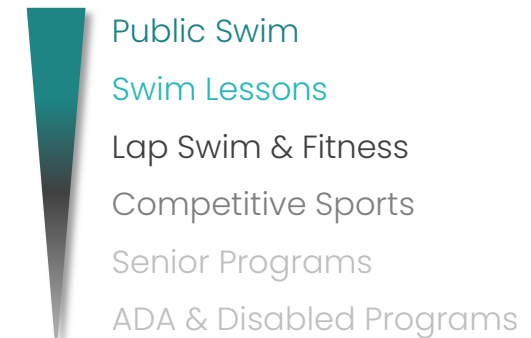 Public Swim
Swim Lessons
Lap Swim & Fitness
Competitive Sports
Senior Programs
ADA & Disabled Programs